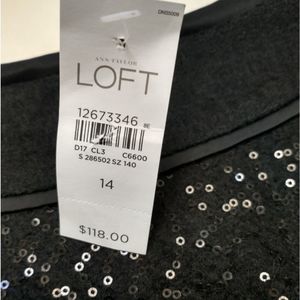 ANN TAYLOR
LOFT
12673346
D17 CL3 C6600
S 286502 SZ 140
14
$118.00